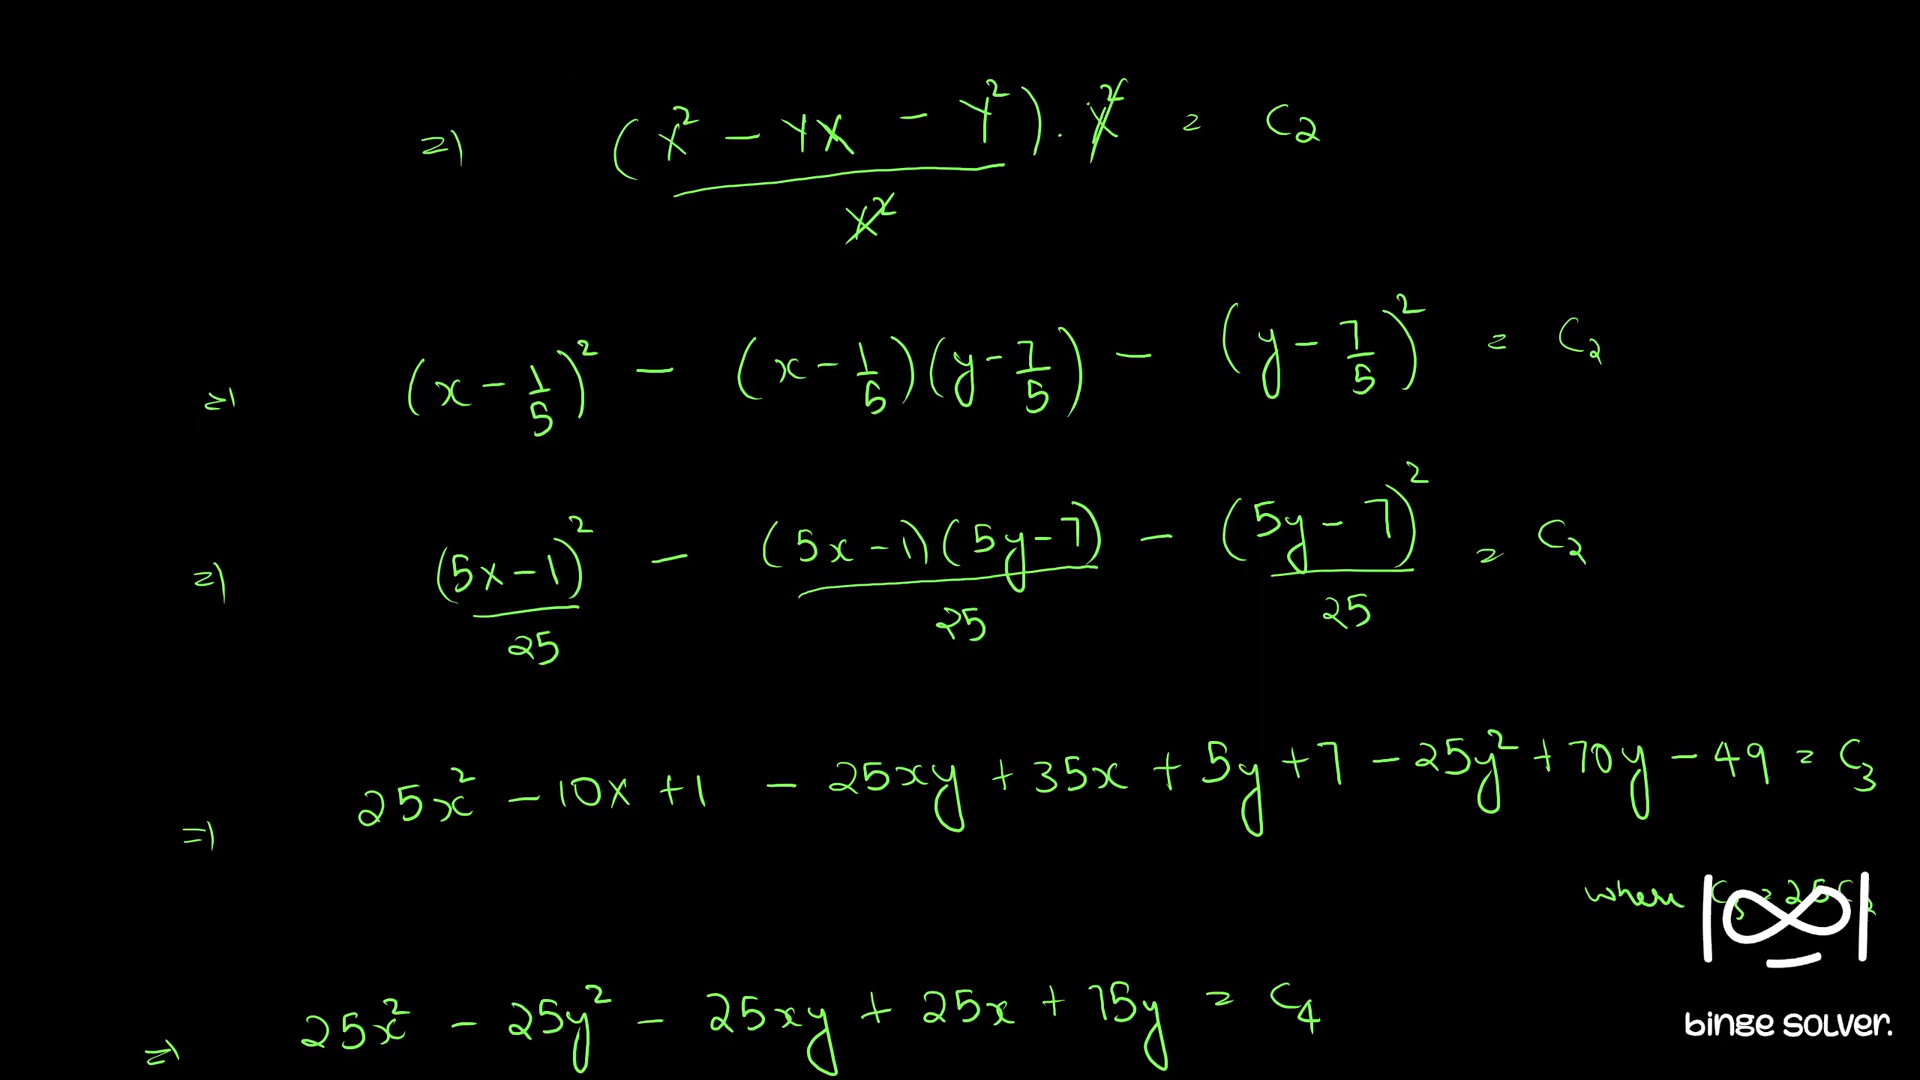 =) (X² - YX - Y²) . X² = C₂
X²
=) (x - 1/5)² - (x - 1/5)(y - 7/5) - (y - 7/5)² = C₂
=) (5x - 1)²/25 - (5x - 1)(5y - 7)/25 - (5y - 7)²/25 = C₂
=) 25x² - 10x + 1 - 25xy + 35x + 5y + 7 - 25y² + 70y - 49 = C₃
where C₃ = 25C₂
=) 25x² - 25y² - 25xy + 25x + 75y = C₄
binge solver.